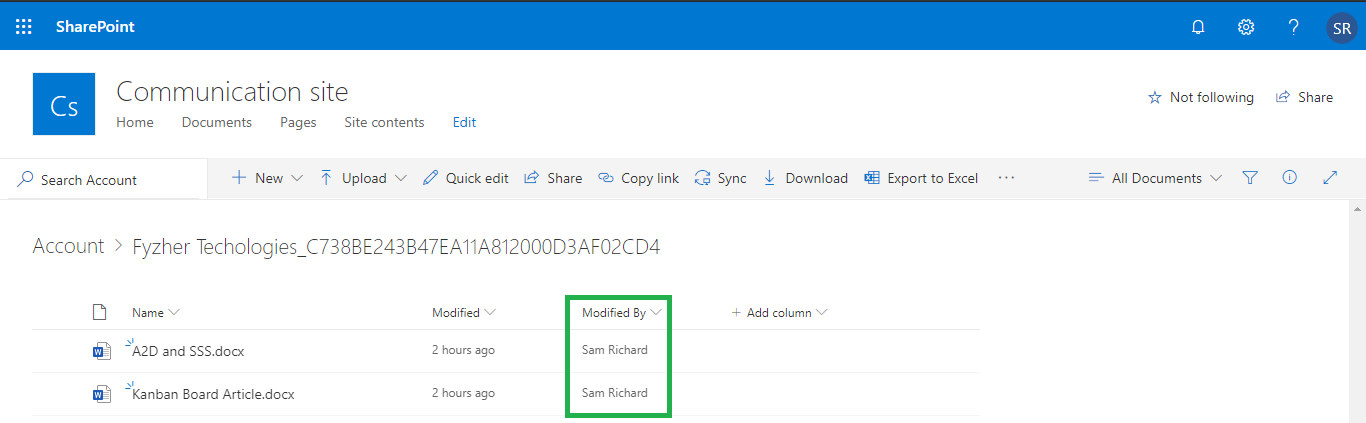 SharePoint
SR
Cs
Communication site
Not following Share
Home Documents Pages Site contents Edit
Search Account New Upload Quick edit Share Copy link Sync Download Export to Excel ··· All Documents
Account > Fyzher Techologies_C738BE243B47EA11A812000D3AF02CD4
Name Modified Modified By + Add column
A2D and SSS.docx 2 hours ago Sam Richard
Kanban Board Article.docx 2 hours ago Sam Richard